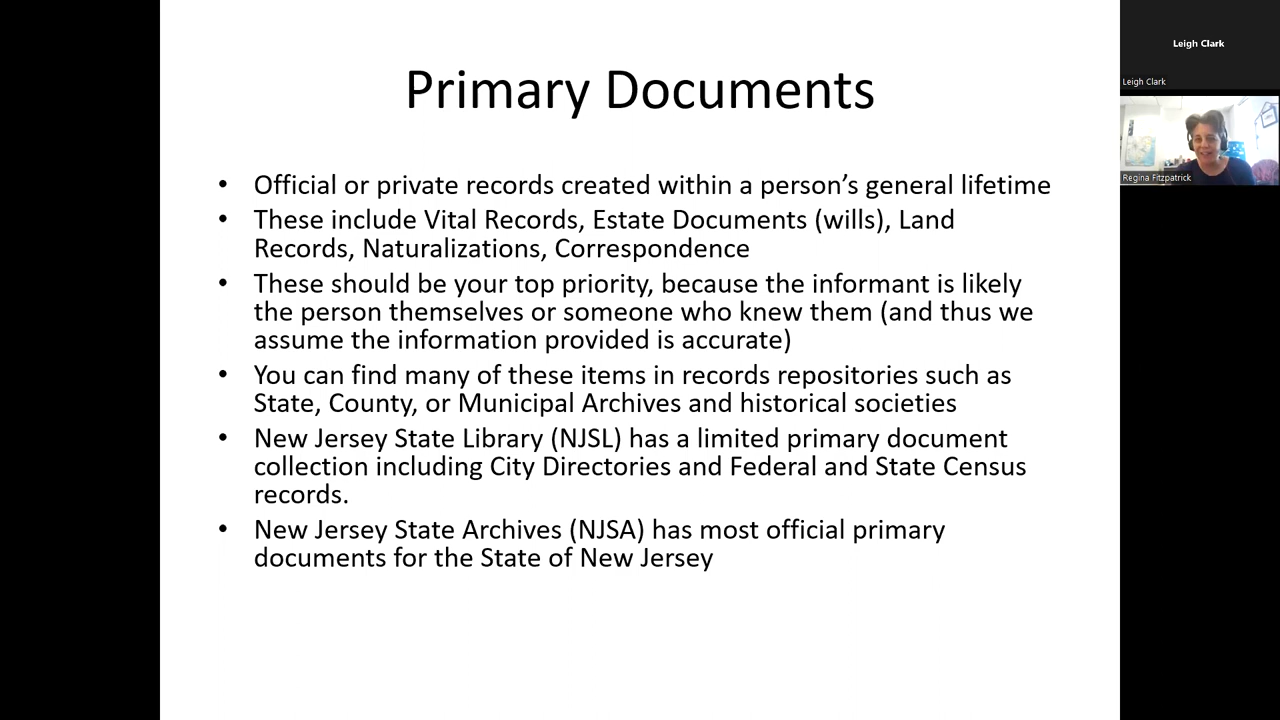 Primary Documents
• Official or private records created within a person’s general lifetime
• These include Vital Records, Estate Documents (wills), Land
Records, Naturalizations, Correspondence
• These should be your top priority, because the informant is likely
the person themselves or someone who knew them (and thus we
assume the information provided is accurate)
• You can find many of these items in records repositories such as
State, County, or Municipal Archives and historical societies
• New Jersey State Library (NJSL) has a limited primary document
collection including City Directories and Federal and State Census
records.
• New Jersey State Archives (NJSA) has most official primary
documents for the State of New Jersey
Leigh Clark
Leigh Clark
Regina Fitzpatrick